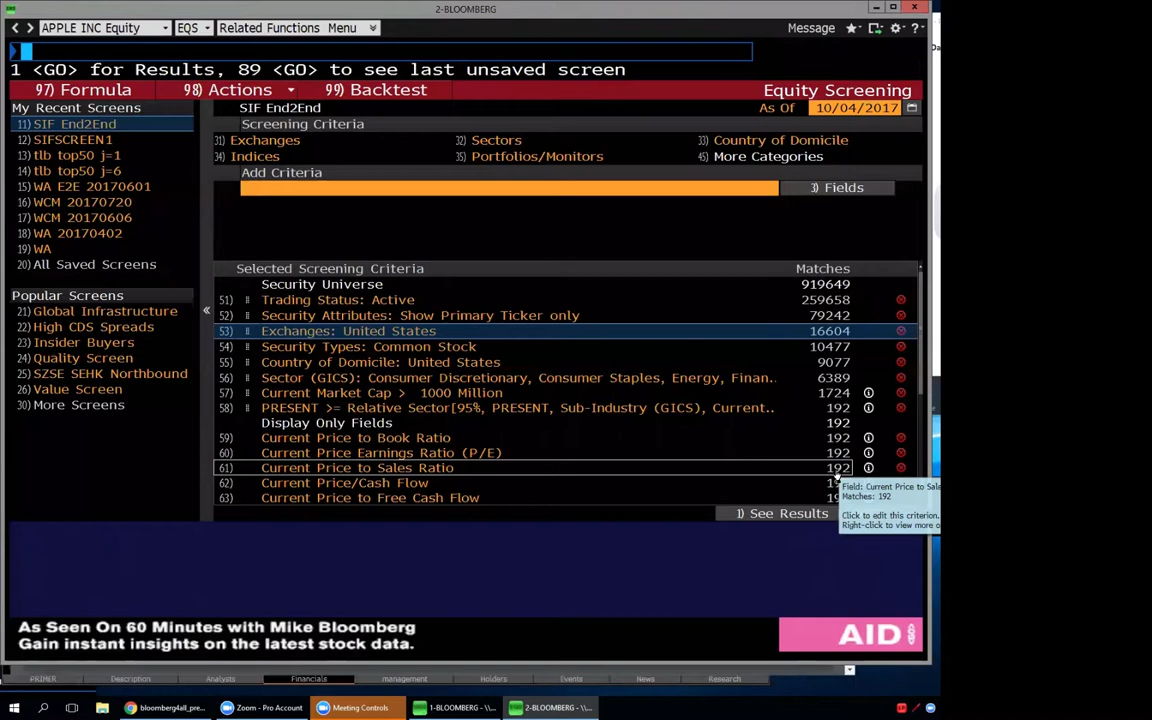 2-BLOOMBERG
APPLE INC Equity EQS Related Functions Menu Message
1 <GO> for Results, 89 <GO> to see last unsaved screen
97) Formula 98) Actions 99) Backtest Equity Screening
My Recent Screens SIF End2End As Of 10/04/2017
11) SIF End2End Screening Criteria
12) SIFSCREEN1 31) Exchanges 32) Sectors 33) Country of Domicile
13) tlb top50 j=1 34) Indices 35) Portfolios/Monitors 45) More Categories
14) tlb top50 j=6 Add Criteria
15) WA E2E 20170601 3) Fields
16) WCM 20170720
17) WCM 20170606
18) WA 20170402
19) WA
20) All Saved Screens Selected Screening Criteria Matches
Security Universe 919649
Popular Screens 51) Trading Status: Active 259658
21) Global Infrastructure 52) Security Attributes: Show Primary Ticker only 79242
22) High CDS Spreads 53) Exchanges: United States 16604
23) Insider Buyers 54) Security Types: Common Stock 10477
24) Quality Screen 55) Country of Domicile: United States 9077
25) SZSE SEHK Northbound 56) Sector (GICS): Consumer Discretionary, Consumer Staples, Energy, Finan.. 6389
26) Value Screen 57) Current Market Cap > 1000 Million 1724
30) More Screens 58) PRESENT >= Relative Sector[95%, PRESENT, Sub-Industry (GICS), Current.. 192
Display Only Fields 192
59) Current Price to Book Ratio 192
60) Current Price Earnings Ratio (P/E) 192
61) Current Price to Sales Ratio 192
62) Current Price/Cash Flow
63) Current Price to Free Cash Flow
Field: Current Price to Sale
Matches: 192
Click to edit this criterion.
Right-click to view more o
1) See Results
As Seen On 60 Minutes with Mike Bloomberg
Gain instant insights on the latest stock data.
AID
PRIMER Description Analysts Financials management Holders Events News Research
bloomberg4all_pre... Zoom - Pro Account Meeting Controls 1-BLOOMBERG - \\... 2-BLOOMBERG - \\...